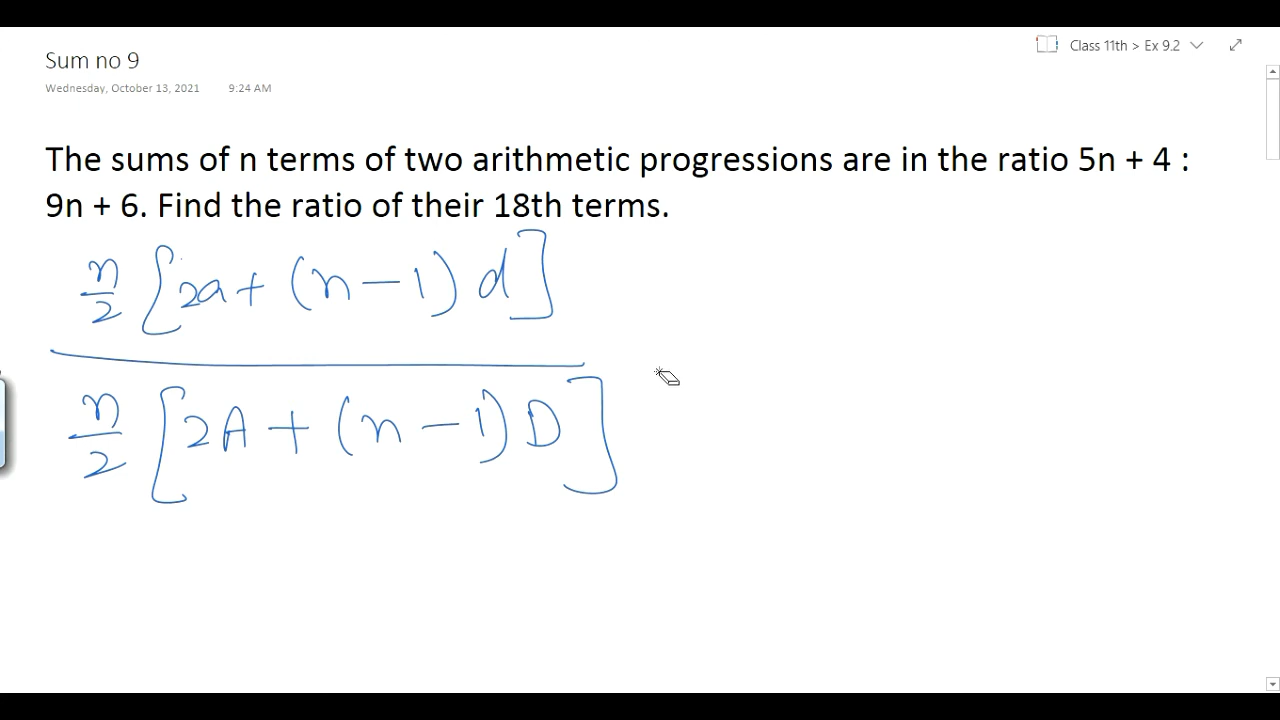 Sum no 9
Class 11th > Ex 9.2
Wednesday, October 13, 2021 9:24 AM
The sums of n terms of two arithmetic progressions are in the ratio 5n + 4 :
9n + 6. Find the ratio of their 18th terms.
n/2 [2a + (n − 1) d]
n/2 [2A + (n − 1) D]